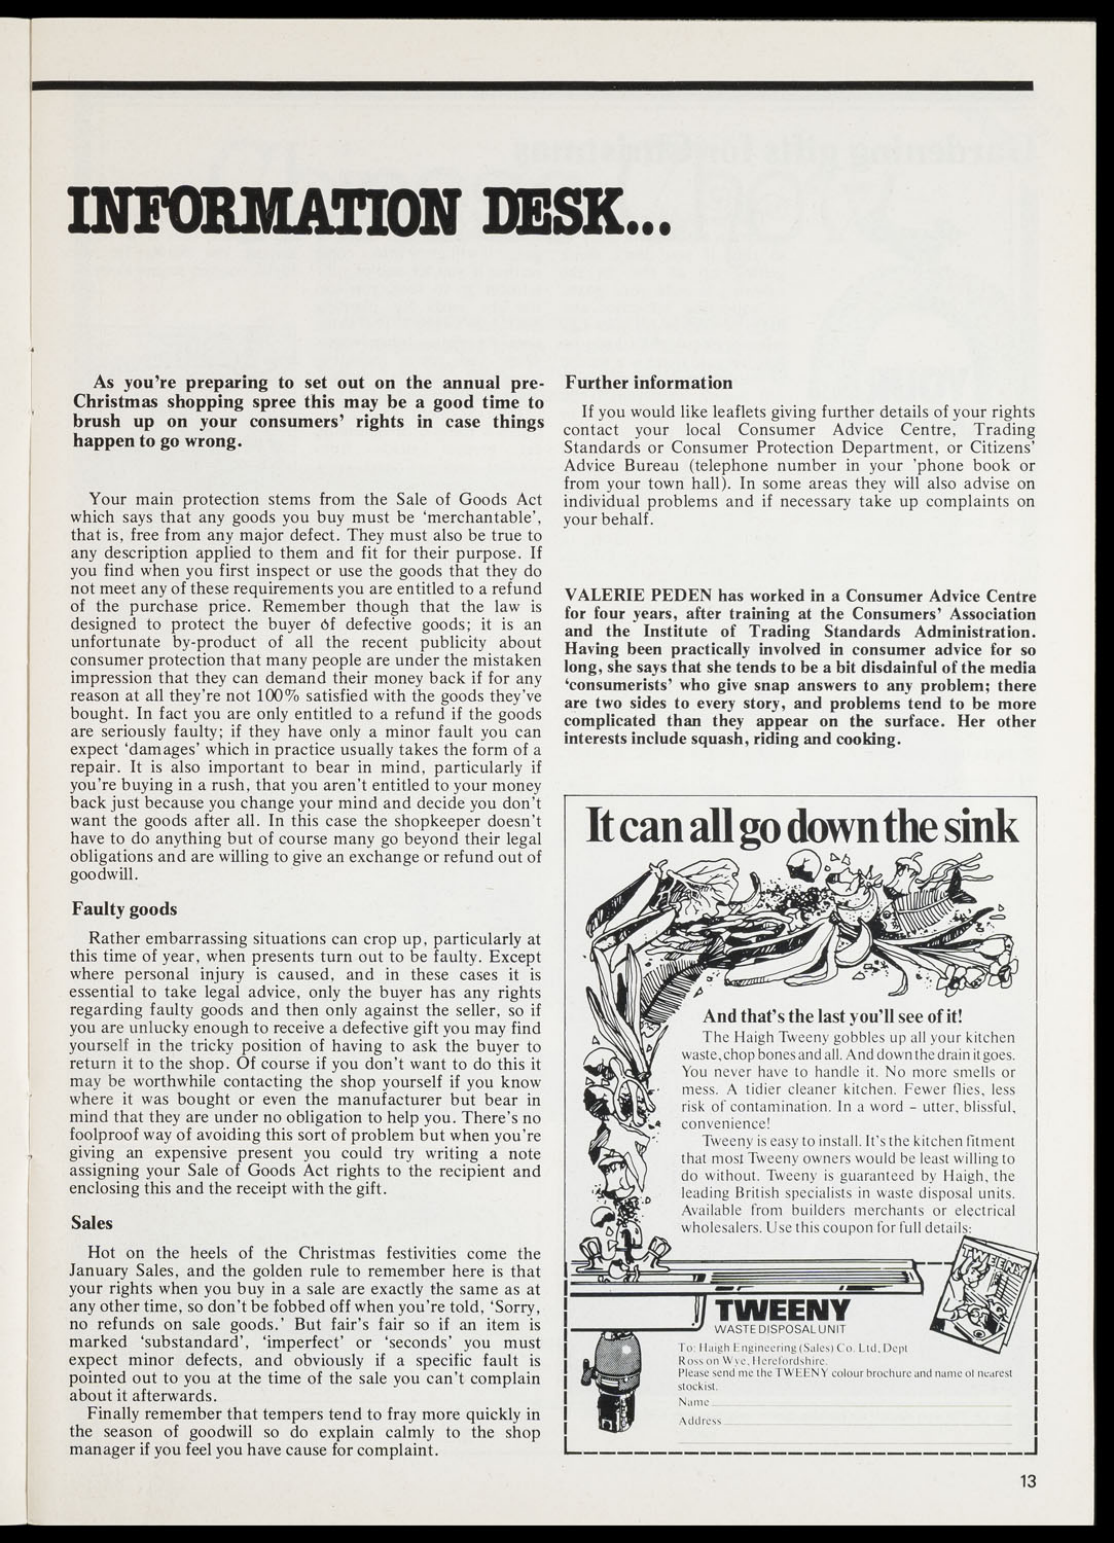 INFORMATION DESK...
As you're preparing to set out on the annual pre-
Christmas shopping spree this may be a good time to
brush up on your consumers' rights in case things
happen to go wrong.
Your main protection stems from the Sale of Goods Act
which says that any goods you buy must be 'merchantable',
that is, free from any major defect. They must also be true to
any description applied to them and fit for their purpose. If
you find when you first inspect or use the goods that they do
not meet any of these requirements you are entitled to a refund
of the purchase price. Remember though that the law is
designed to protect the buyer of defective goods; it is an
unfortunate by-product of all the recent publicity about
consumer protection that many people are under the mistaken
impression that they can demand their money back if for any
reason at all they're not 100% satisfied with the goods they've
bought. In fact you are only entitled to a refund if the goods
are seriously faulty; if they have only a minor fault you can
expect 'damages' which in practice usually takes the form of a
repair. It is also important to bear in mind, particularly if
you're buying in a rush, that you aren't entitled to your money
back just because you change your mind and decide you don't
want the goods after all. In this case the shopkeeper doesn't
have to do anything but of course many go beyond their legal
obligations and are willing to give an exchange or refund out of
goodwill.
Faulty goods
Rather embarrassing situations can crop up, particularly at
this time of year, when presents turn out to be faulty. Except
where personal injury is caused, and in these cases it is
essential to take legal advice, only the buyer has any rights
regarding faulty goods and then only against the seller, so if
you are unlucky enough to receive a defective gift you may find
yourself in the tricky position of having to ask the buyer to
return it to the shop. Of course if you don't want to do this it
may be worthwhile contacting the shop yourself if you know
where it was bought or even the manufacturer but bear in
mind that they are under no obligation to help you. There's no
foolproof way of avoiding this sort of problem but when you're
giving an expensive present you could try writing a note
assigning your Sale of Goods Act rights to the recipient and
enclosing this and the receipt with the gift.
Sales
Hot on the heels of the Christmas festivities come the
January Sales, and the golden rule to remember here is that
your rights when you buy in a sale are exactly the same as at
any other time, so don't be fobbed off when you're told, 'Sorry,
no refunds on sale goods.' But fair's fair so if an item is
marked 'substandard', 'imperfect' or 'seconds' you must
expect minor defects, and obviously if a specific fault is
pointed out to you at the time of the sale you can't complain
about it afterwards.
Finally remember that tempers tend to fray more quickly in
the season of goodwill so do explain calmly to the shop
manager if you feel you have cause for complaint.
Further information
If you would like leaflets giving further details of your rights
contact your local Consumer Advice Centre, Trading
Standards or Consumer Protection Department, or Citizens'
Advice Bureau (telephone number in your 'phone book or
from your town hall). In some areas they will also advise on
individual problems and if necessary take up complaints on
your behalf.
VALERIE PEDEN has worked in a Consumer Advice Centre
for four years, after training at the Consumers' Association
and the Institute of Trading Standards Administration.
Having been practically involved in consumer advice for so
long, she says that she tends to be a bit disdainful of the media
'consumerists' who give snap answers to any problem; there
are two sides to every story, and problems tend to be more
complicated than they appear on the surface. Her other
interests include squash, riding and cooking.
It can all go down the sink
And that's the last you'll see of it!
The Haigh Tweeny gobbles up all your kitchen
waste, chop bones and all. And down the drain it goes.
You never have to handle it. No more smells or
mess. A tidier cleaner kitchen. Fewer flies, less
risk of contamination. In a word – utter, blissful,
convenience!
Tweeny is easy to install. It's the kitchen fitment
that most Tweeny owners would be least willing to
do without. Tweeny is guaranteed by Haigh, the
leading British specialists in waste disposal units.
Available from builders merchants or electrical
wholesalers. Use this coupon for full details:
TWEENY
TWEENY
WASTE DISPOSAL UNIT
To: Haigh Engineering (Sales) Co. Ltd, Dept
Ross on Wye, Herefordshire.
Please send me the TWEENY colour brochure and name of nearest
stockist.
Name
Address
13